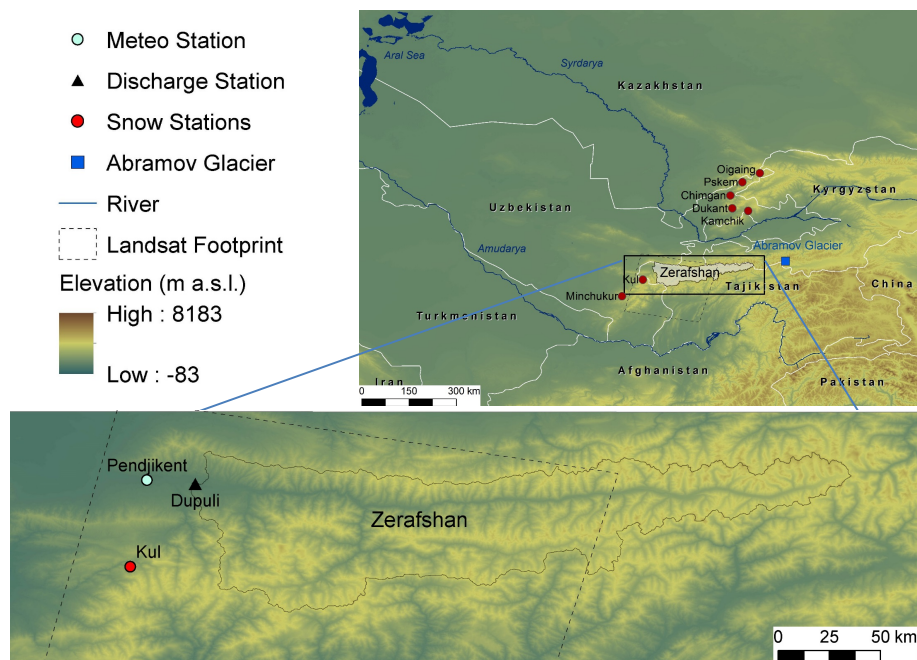 Meteo Station
Discharge Station
Snow Stations
Abramov Glacier
River
Landsat Footprint
Elevation (m a.s.l.)
High : 8183
Low : -83
Aral Sea
Syrdarya
Kazakhstan
Oigaing
Pskem
Chimgan
Kyrgyzstan
Dukant
Kamchik
Uzbekistan
Amudarya
Abramov Glacier
Zerafshan
Kul
Tajikistan
China
Minchukur
Turkmenistan
Afghanistan
Iran
Pakistan
0 150 300 km
Pendjikent
Dupuli
Zerafshan
Kul
0 25 50 km